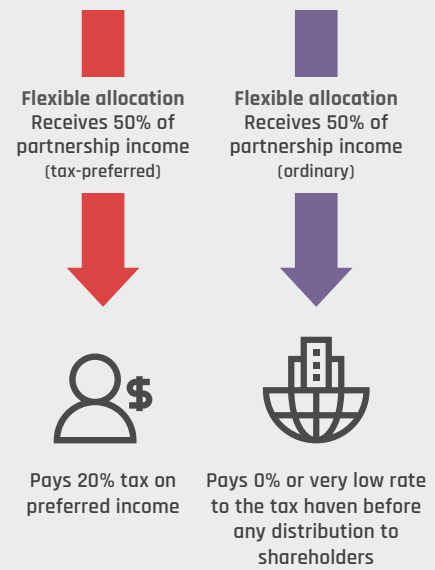 Flexible allocation
Receives 50% of
partnership income
(tax-preferred)
Flexible allocation
Receives 50% of
partnership income
(ordinary)
$
Pays 20% tax on
preferred income
Pays 0% or very low rate
to the tax haven before
any distribution to
shareholders